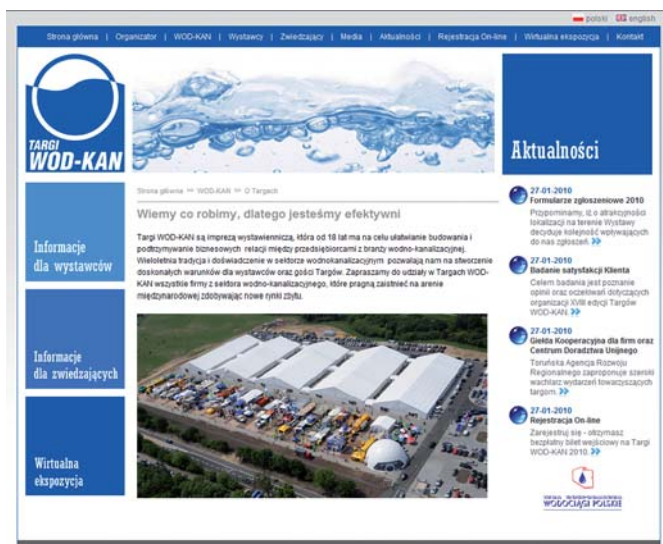 polski | english
Strona główna | Organizator | WOD-KAN | Wystawcy | Zwiedzający | Media | Aktualności | Rejestracja On-line | Wirtualna ekspozycja | Kontakt
TARGI
WOD-KAN
Aktualności
Strona główna >> WOD-KAN >> O Targach
Wiemy co robimy, dlatego jesteśmy efektywni
Targi WOD-KAN są imprezą wystawienniczą, która od 18 lat ma na celu ułatwianie budowania i
podtrzymywanie biznesowych relacji między przedsiębiorcami z branży wodno-kanalizacyjnej.
Wieloletnia tradycja i doświadczenie w sektorze wodnokanalizacyjnym pozwalają nam na stworzenie
doskonałych warunków dla wystawców oraz gości Targów. Zapraszamy do udziały w Targach WOD-
KAN wszystkie firmy z sektora wodno-kanalizacyjnego, które pragną zaistnieć na arenie
międzynarodowej zdobywając nowe rynki zbytu.
Informacje
dla wystawców
Informacje
dla zwiedzających
Wirtualna
ekspozycja
27-01-2010
Formularze zgłoszeniowe 2010
Przypominamy, iż o atrakcyjności
lokalizacji na terenie Wystawy
decyduje kolejność wpływających
do nas zgłoszeń. >>
27-01-2010
Badanie satysfakcji Klienta
Celem badania jest poznanie
opinii oraz oczekiwań dotyczących
organizacji XVIII edycji Targów
WOD-KAN. >>
27-01-2010
Giełda Kooperacyjna dla firm oraz
Centrum Doradztwa Unijnego
Toruńska Agencja Rozwoju
Regionalnego zaproponuje szeroki
wachlarz wydarzeń towarzyszących
targom. >>
27-01-2010
Rejestracja On-line
Zarejestruj się - otrzymasz
bezpłatny bilet wejściowy na Targi
WOD-KAN 2010. >>
WODOCIĄGI POLSKIE